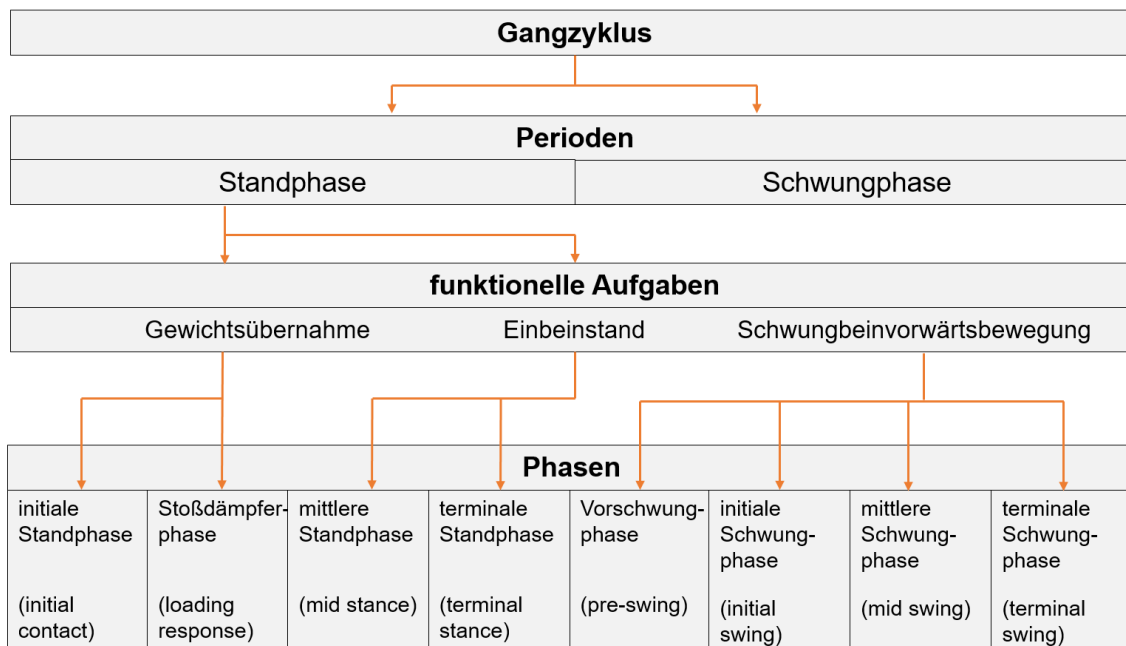 Gangzyklus
Perioden
Standphase
Schwungphase
funktionelle Aufgaben
Gewichtsübernahme
Einbeinstand
Schwungbeinvorwärtsbewegung
Phasen
initiale
Standphase
(initial
contact)
Stoßdämpfer-
phase
(loading
response)
mittlere
Standphase
(mid stance)
terminale
Standphase
(terminal
stance)
Vorschwung-
phase
(pre-swing)
initiale
Schwung-
phase
(initial
swing)
mittlere
Schwung-
phase
(mid swing)
terminale
Schwung-
phase
(terminal
swing)